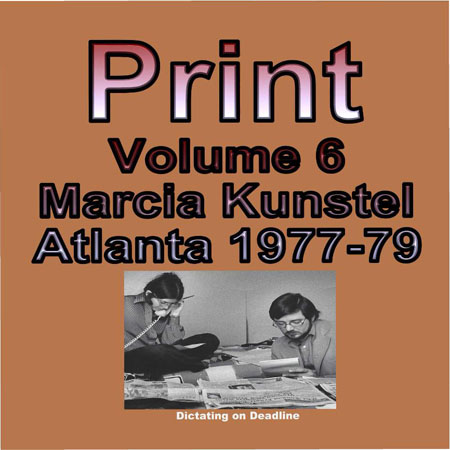 Print
Volume 6
Marcia Kunstel
Atlanta 1977-79
Dictating on Deadline